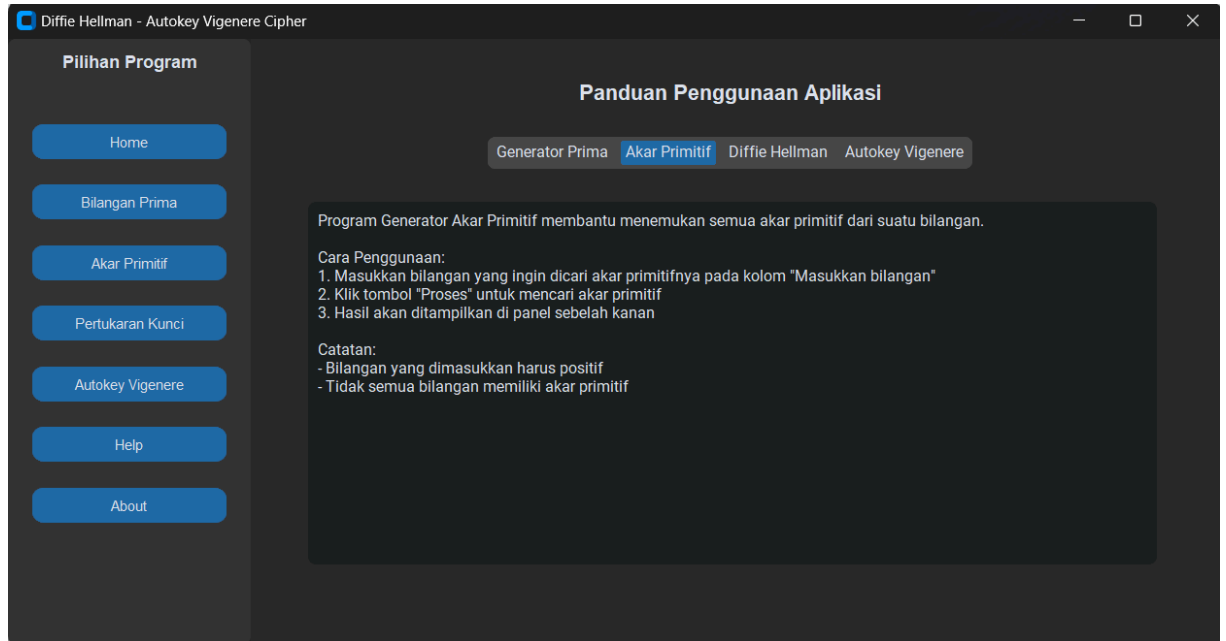 Diffie Hellman - Autokey Vigenere Cipher
Pilihan Program
Home
Bilangan Prima
Akar Primitif
Pertukaran Kunci
Autokey Vigenere
Help
About
Panduan Penggunaan Aplikasi
Generator Prima Akar Primitif Diffie Hellman Autokey Vigenere
Program Generator Akar Primitif membantu menemukan semua akar primitif dari suatu bilangan.
Cara Penggunaan:
1. Masukkan bilangan yang ingin dicari akar primitifnya pada kolom "Masukkan bilangan"
2. Klik tombol "Proses" untuk mencari akar primitif
3. Hasil akan ditampilkan di panel sebelah kanan
Catatan:
- Bilangan yang dimasukkan harus positif
- Tidak semua bilangan memiliki akar primitif